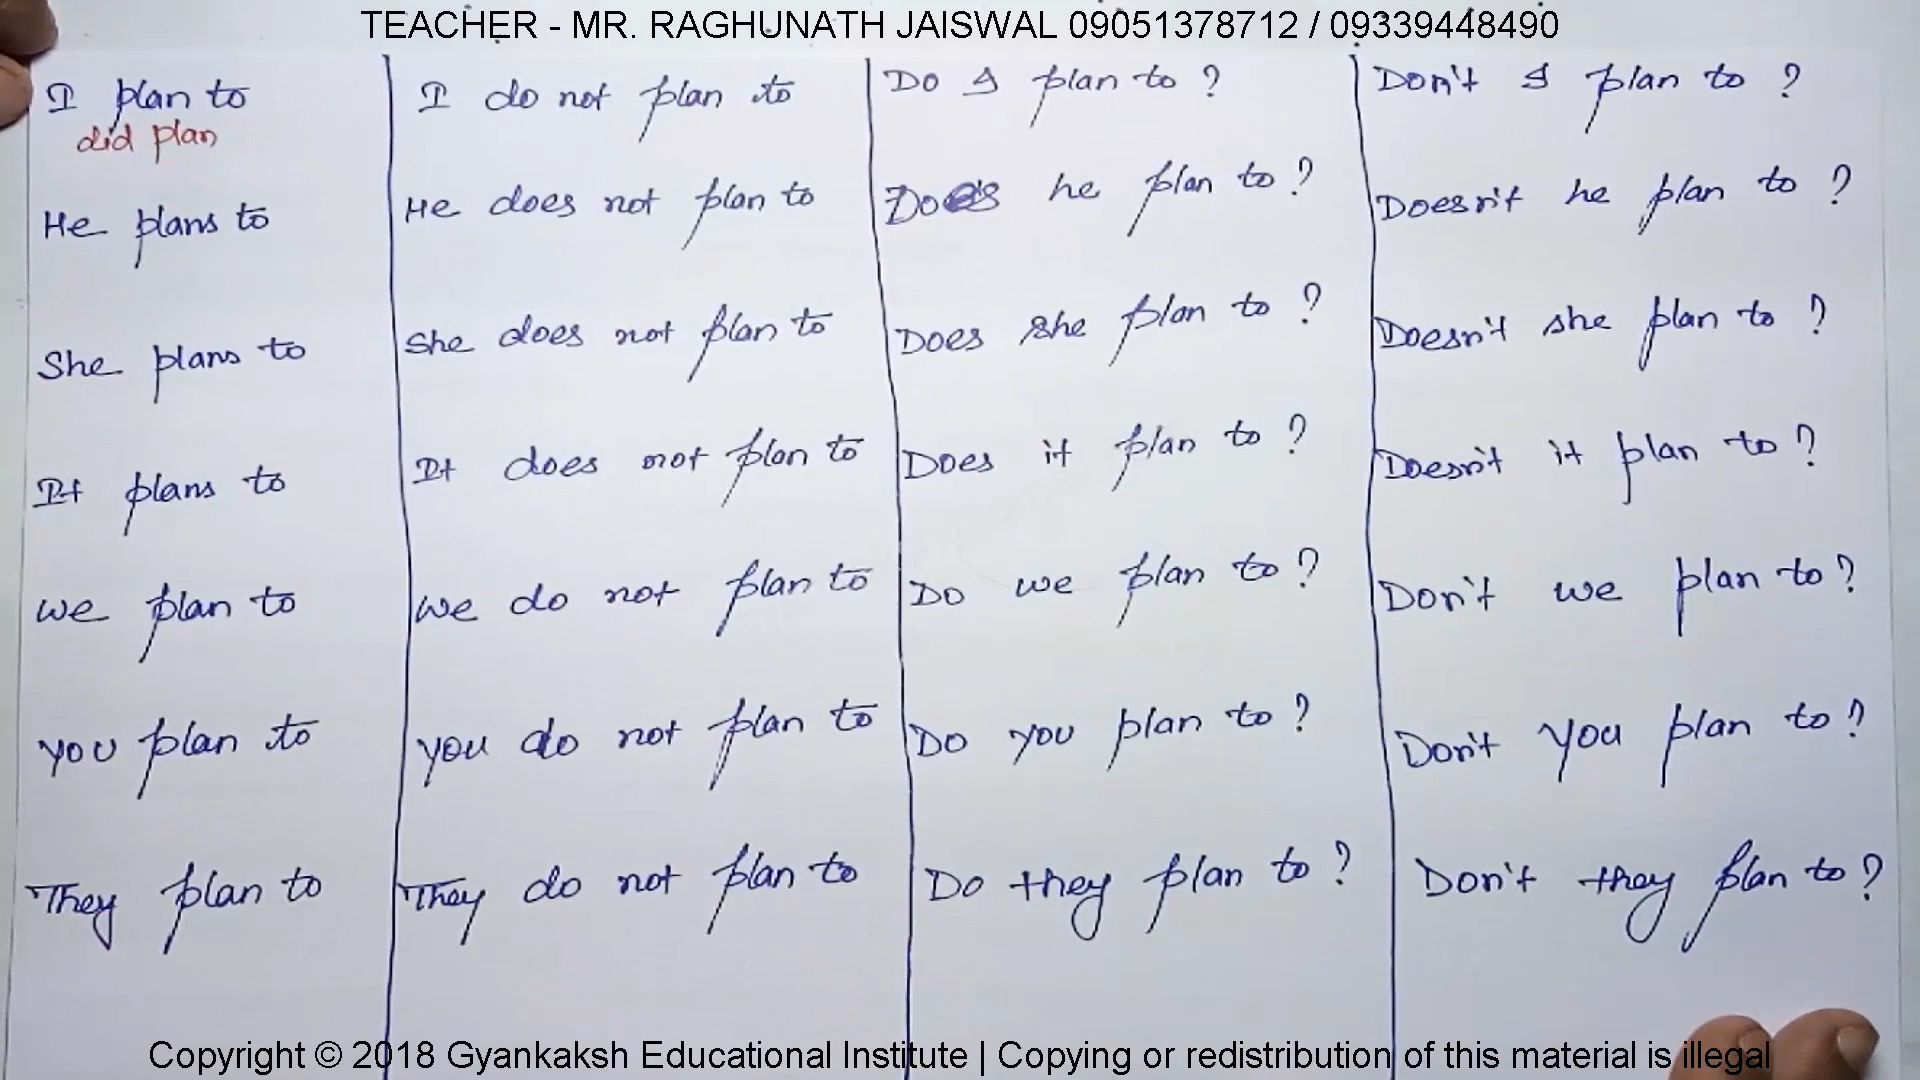 TEACHER - MR. RAGHUNATH JAISWAL 09051378712 / 09339448490
I plan to
did plan
I do not plan to
Do I plan to ?
Don't I plan to ?
He plans to
He does not plan to
Does he plan to ?
Doesn't he plan to ?
She plans to
She does not plan to
Does she plan to ?
Doesn't she plan to ?
It plans to
It does not plan to
Does it plan to ?
Doesn't it plan to ?
We plan to
We do not plan to
Do we plan to ?
Don't we plan to ?
You plan to
You do not plan to
Do you plan to ?
Don't you plan to ?
They plan to
They do not plan to
Do they plan to ?
Don't they plan to ?
Copyright © 2018 Gyankaksh Educational Institute | Copying or redistribution of this material is illegal